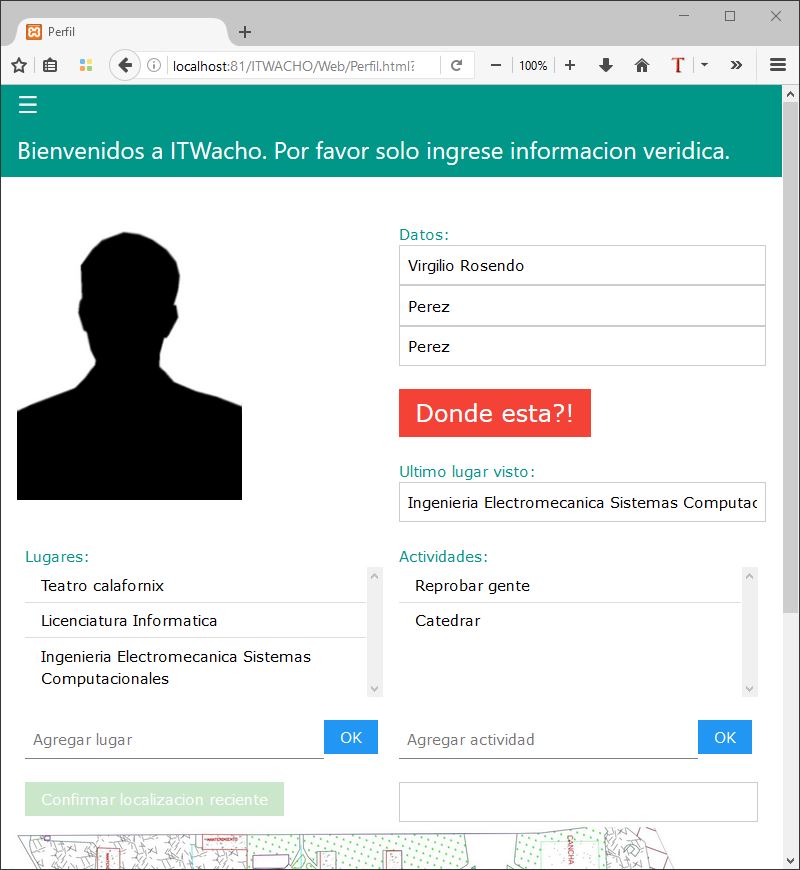 Perfil
localhost:81/ITWACHO/Web/Perfil.html?
100%
T
Bienvenidos a ITWacho. Por favor solo ingrese informacion veridica.
Datos:
Virgilio Rosendo
Perez
Perez
Donde esta?!
Ultimo lugar visto:
Ingenieria Electromecanica Sistemas Computac
Lugares:
Teatro calafornix
Licenciatura Informatica
Ingenieria Electromecanica Sistemas
Computacionales
Actividades:
Reprobar gente
Catedrar
Agregar lugar
OK
Agregar actividad
OK
Confirmar localizacion reciente
MANTENIMIENTO
CANCHA